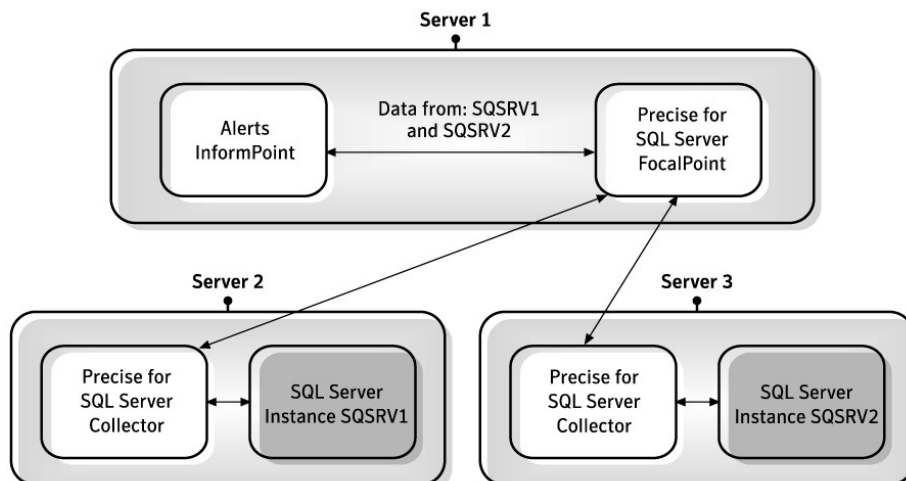 Server 1
Alerts
InformPoint
Data from: SQSRV1
and SQSRV2
Precise for
SQL Server
FocalPoint
Server 2
Precise for
SQL Server
Collector
SQL Server
Instance SQSRV1
Server 3
Precise for
SQL Server
Collector
SQL Server
Instance SQSRV2